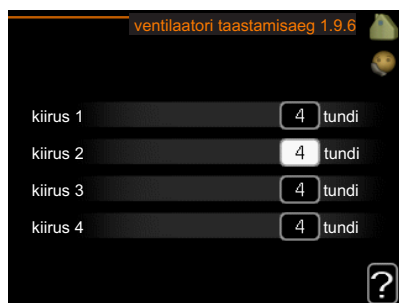 ventilaatori taastamisaeg 1.9.6
kiirus 1 4 tundi
kiirus 2 4 tundi
kiirus 3 4 tundi
kiirus 4 4 tundi
?